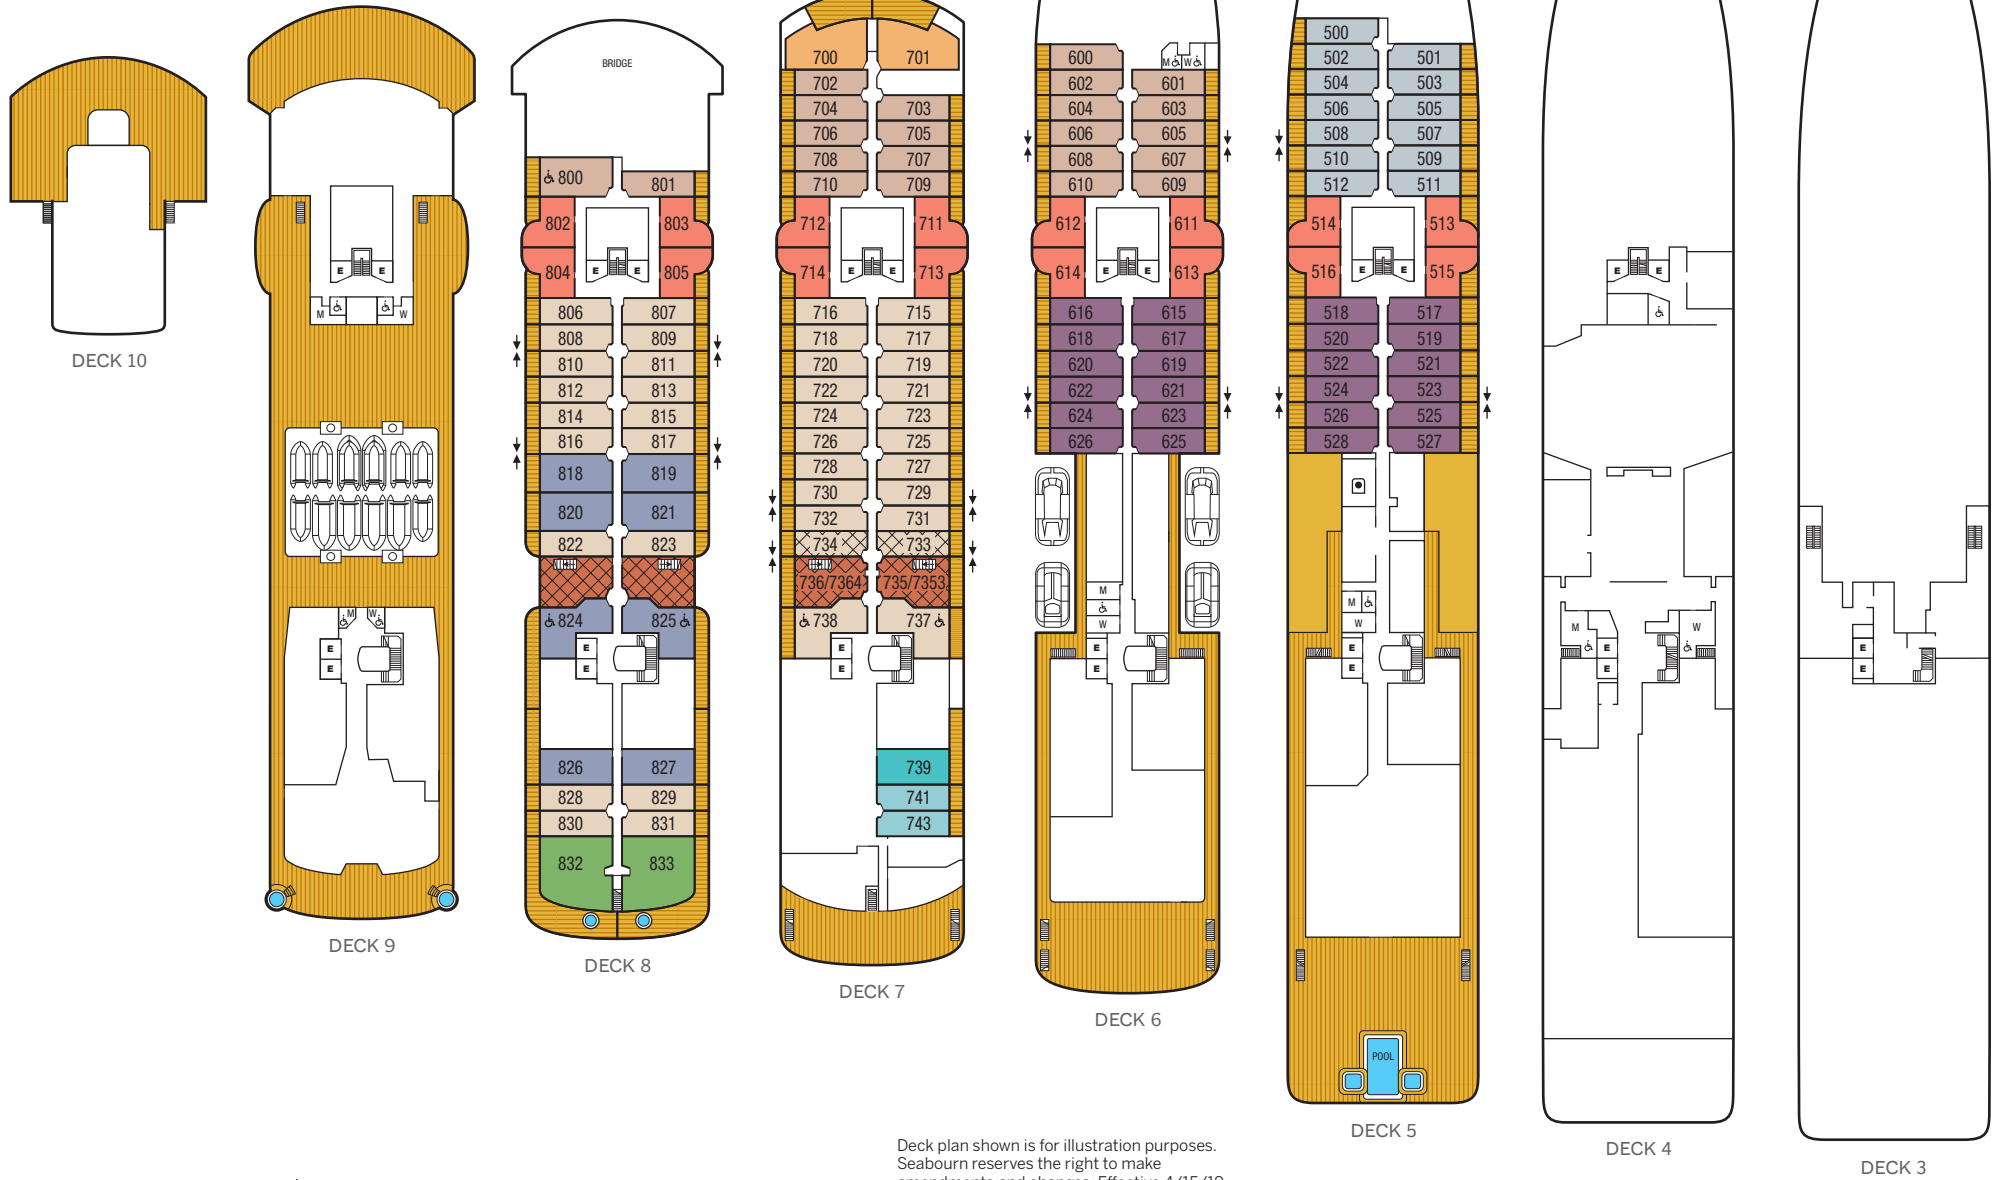 DECK 10
E E
M W
M W
E
E
DECK 9
BRIDGE
800
801
802 803
E E
804 805
806 807
808 809
810 811
812 813
814 815
816 817
818 819
820 821
822 823
824 825
E
E
826 827
828 829
830 831
832 833
DECK 8
700 701
702
704 703
706 705
708 707
710 709
712 711
E E
714 713
716 715
718 717
720 719
722 721
724 723
726 725
728 727
730 729
732 731
734 733
736/7364 735/7353
738 737
E
E
739
741
743
DECK 7
600
M W
602 601
604 603
606 605
608 607
610 609
612 611
E E
614 613
616 615
618 617
620 619
622 621
624 623
626 625
M
W
E
E
DECK 6
500
502 501
504 503
506 505
508 507
510 509
512 511
514 513
E E
516 515
518 517
520 519
522 521
524 523
526 525
528 527
M
W
E
E
POOL
DECK 5
E E
M W
E
E
DECK 4
E
E
DECK 3
Deck plan shown is for illustration purposes.
Seabourn reserves the right to make
amendments and changes. Effective 4/15/19